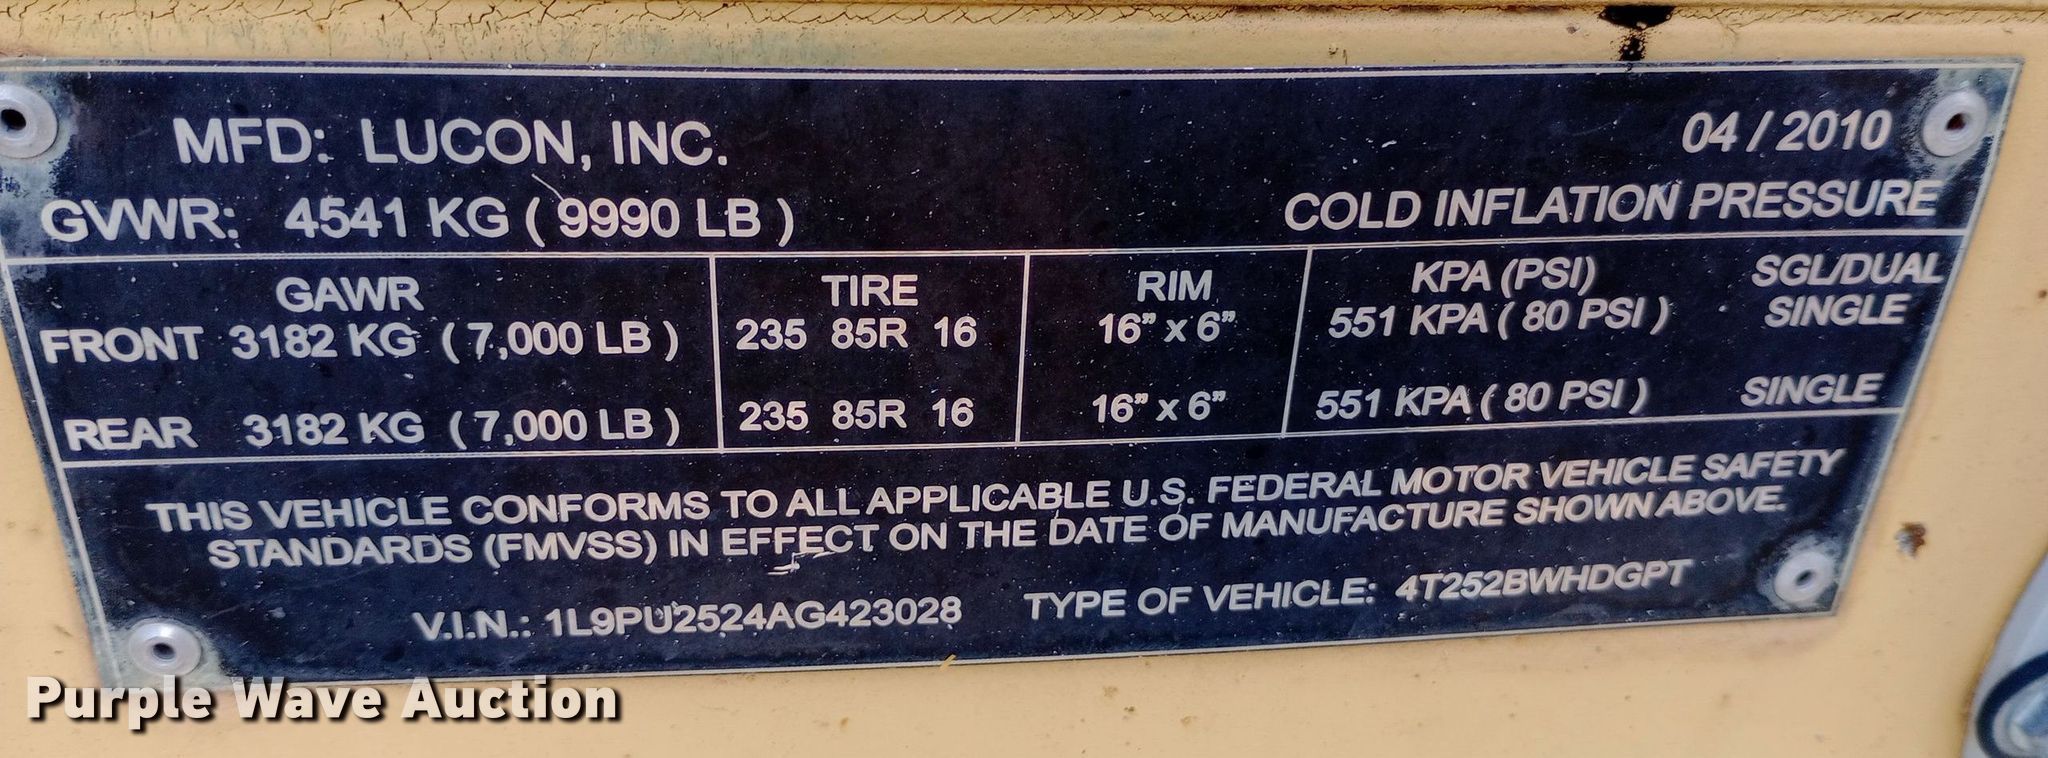 MFD: LUCON, INC. 04 / 2010
GVWR: 4541 KG ( 9990 LB ) COLD INFLATION PRESSURE
GAWR TIRE RIM KPA (PSI) SGL/DUAL
FRONT 3182 KG ( 7,000 LB ) 235 85R 16 16” x 6” 551 KPA ( 80 PSI ) SINGLE
REAR 3182 KG ( 7,000 LB ) 235 85R 16 16” x 6” 551 KPA ( 80 PSI ) SINGLE
THIS VEHICLE CONFORMS TO ALL APPLICABLE U.S. FEDERAL MOTOR VEHICLE SAFETY
STANDARDS (FMVSS) IN EFFECT ON THE DATE OF MANUFACTURE SHOWN ABOVE.
V.I.N.: 1L9PU2524AG423028 TYPE OF VEHICLE: 4T252BWHDGPT
Purple Wave Auction